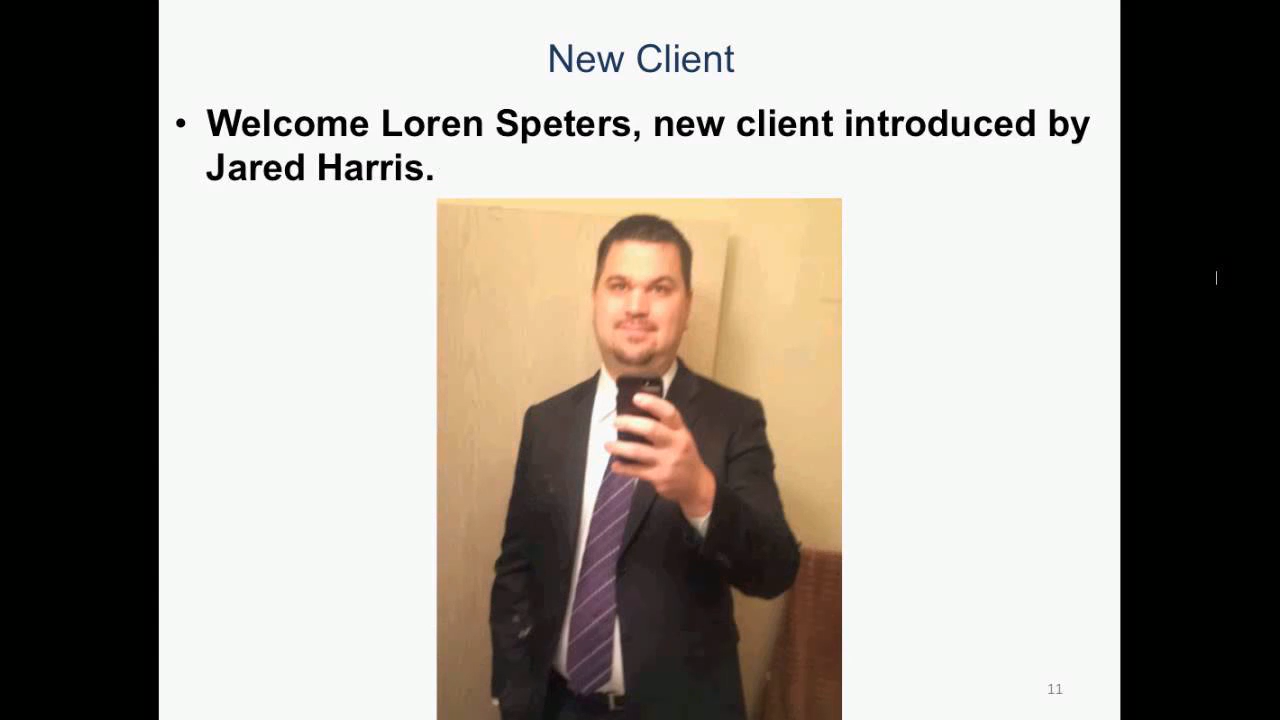 New Client
• Welcome Loren Speters, new client introduced by
Jared Harris.
11